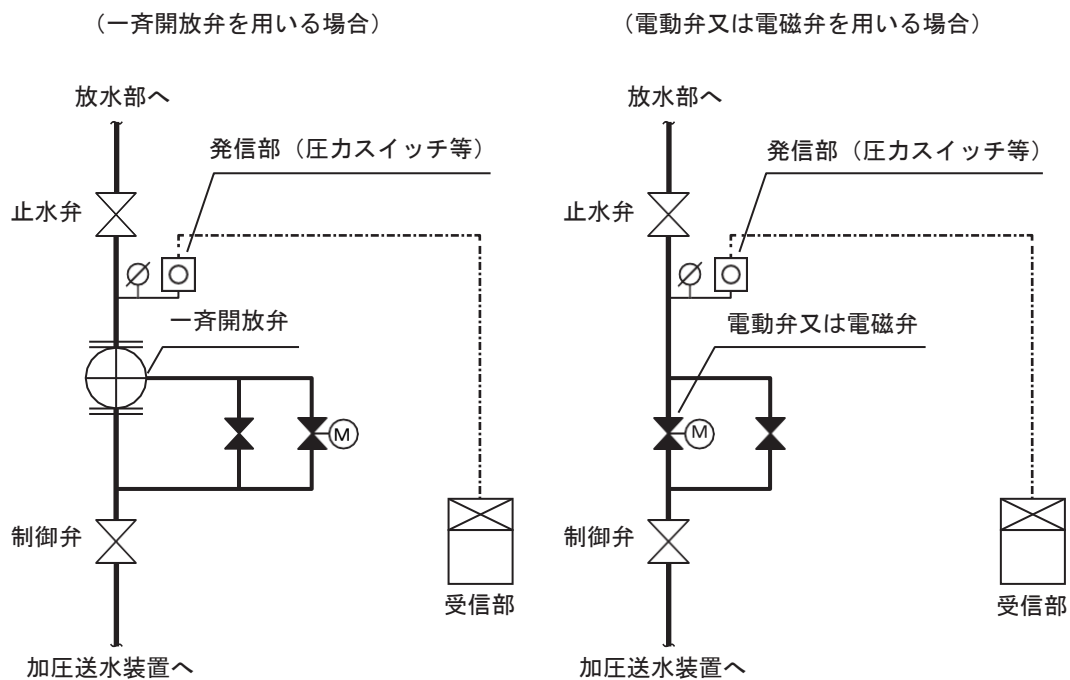 （一斉開放弁を用いる場合）
放水部へ
発信部（圧力スイッチ等）
止水弁
一斉開放弁
M
制御弁
受信部
加圧送水装置へ
（電動弁又は電磁弁を用いる場合）
放水部へ
発信部（圧力スイッチ等）
止水弁
電動弁又は電磁弁
M
制御弁
受信部
加圧送水装置へ